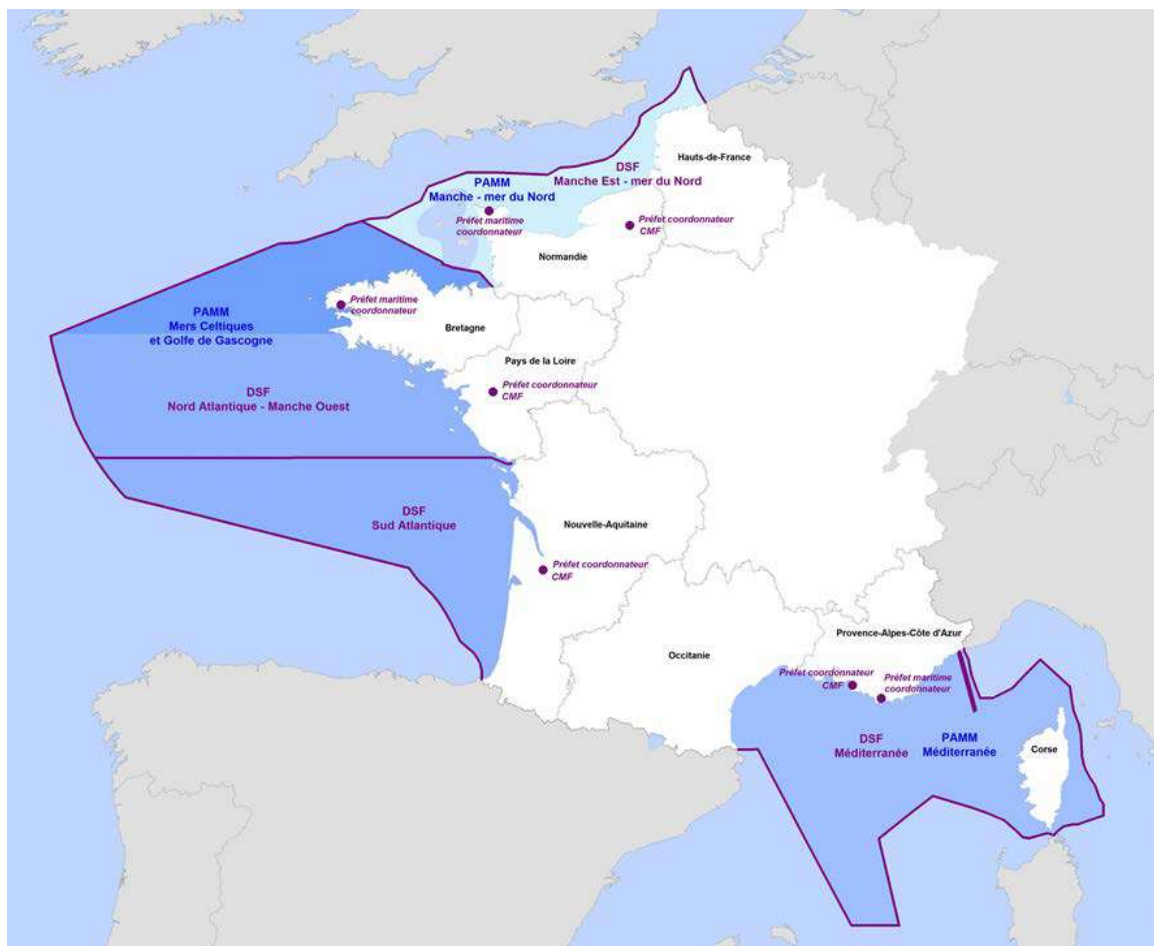 Hauts-de-France
DSF
Manche Est - mer du Nord
PAMM
Manche - mer du Nord
Préfet maritime
coordonnateur
Préfet coordonnateur
CMF
Normandie
Préfet maritime
coordonnateur
PAMM
Mers Celtiques
et Golfe de Gascogne
Bretagne
Pays de la Loire
Préfet coordonnateur
CMF
DSF
Nord Atlantique - Manche Ouest
DSF
Sud Atlantique
Nouvelle-Aquitaine
Préfet coordonnateur
CMF
Provence-Alpes-Côte d'Azur
Occitanie
Préfet coordonnateur
CMF
Préfet maritime
coordonnateur
DSF
Méditerranée
PAMM
Méditerranée
Corse